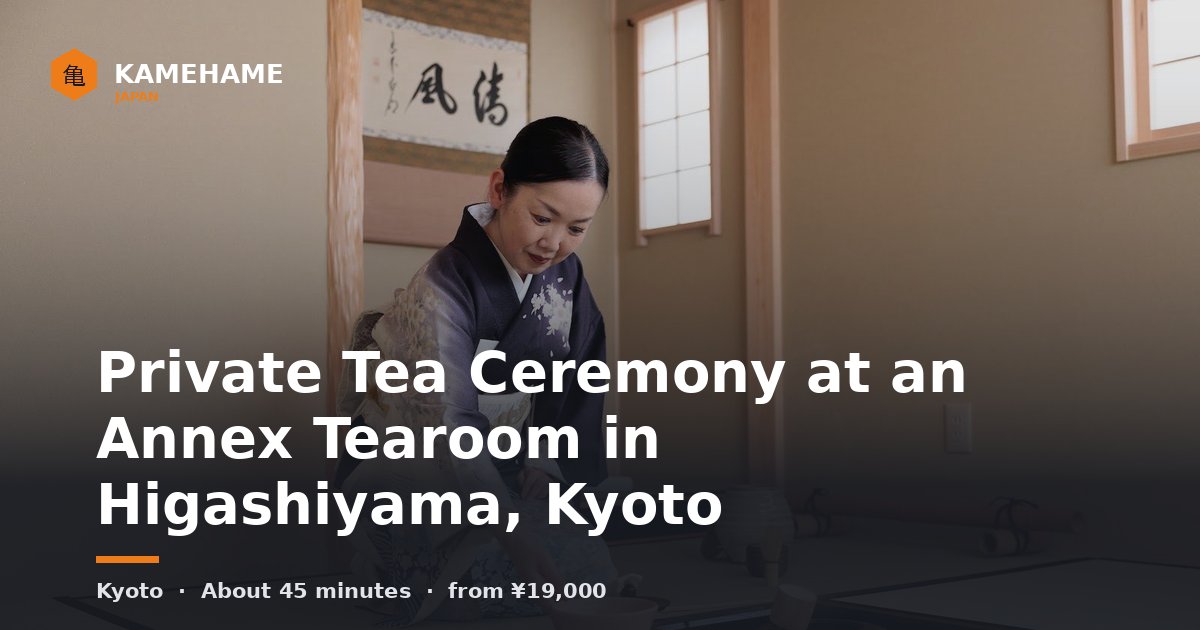 亀
KAMEHAME
JAPAN
清風
Private Tea Ceremony at an
Annex Tearoom in
Higashiyama, Kyoto
Kyoto · About 45 minutes · from ¥19,000